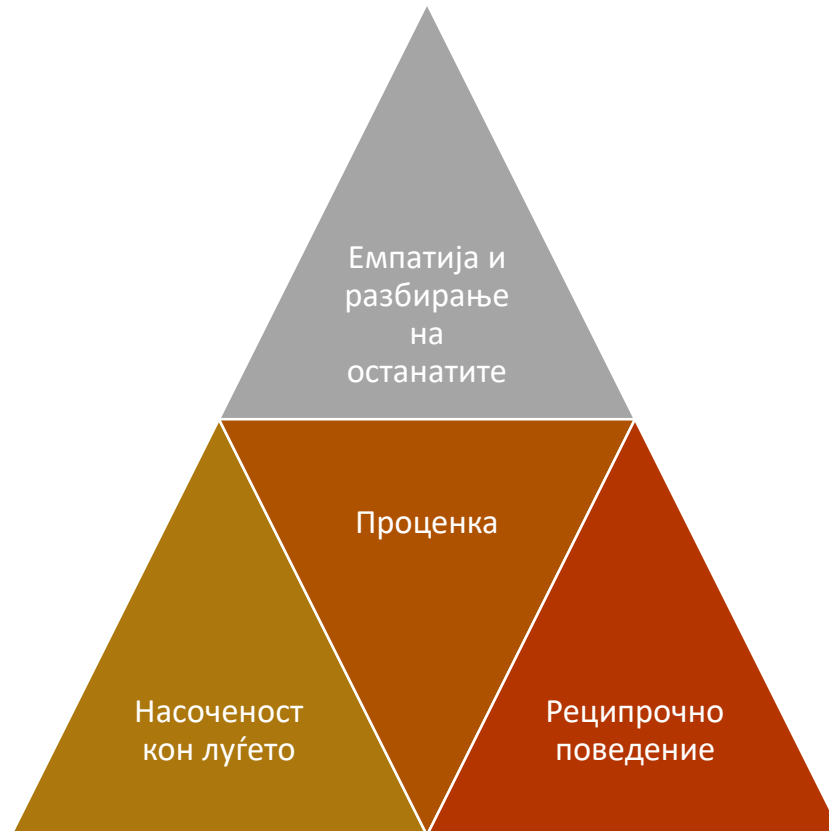 Емпатија и
разбирање
на
останатите
Проценка
Насоченост
кон луѓето
Реципрочно
поведение